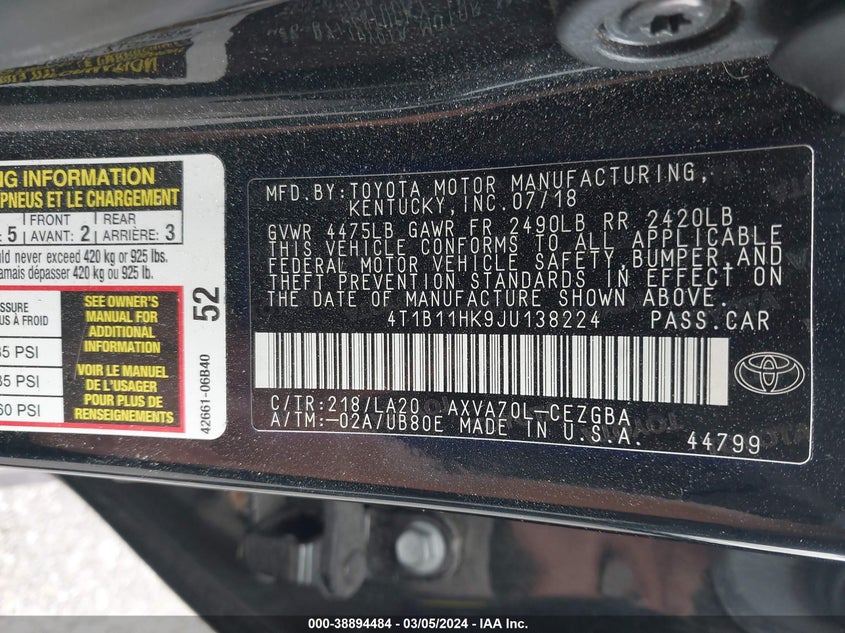 NG INFORMATION
PNEUS ET LE CHARGEMENT
5 FRONT AVANT: 2 REAR ARRIÈRE: 3
never exceed 420 kg or 925 lbs.
jamais dépasser 420 kg ou 925 lb.
À FROID
35 PSI
35 PSI
60 PSI
SEE OWNER'S
MANUAL FOR
ADDITIONAL
INFORMATION
VOIR LE MANUEL
DE L'USAGER
POUR PLUS DE
RENSEIGNEMENTS
52
42661-06B40
MFD.BY:TOYOTA MOTOR MANUFACTURING,
KENTUCKY, INC.07/18
GVWR 4475LB GAWR FR 2490LB RR 2420LB
THIS VEHICLE CONFORMS TO ALL APPLICABLE
FEDERAL MOTOR VEHICLE SAFETY, BUMPER, AND
THEFT PREVENTION STANDARDS IN EFFECT ON
THE DATE OF MANUFACTURE SHOWN ABOVE.
4T1B11HK9JU138224 PASS.CAR
C/TR:218/LA20 AXVA70L-CEZGBA
A/TM:-02A/UB80E MADE IN U.S.A.
44799
000-38894484 - 03/05/2024 - IAA Inc.